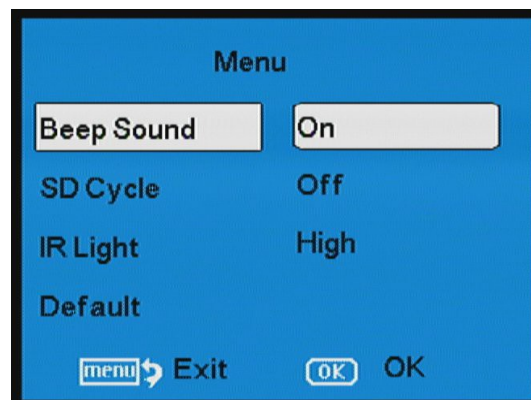 Menu
Beep Sound On
SD Cycle Off
IR Light High
Default
menu Exit OK OK